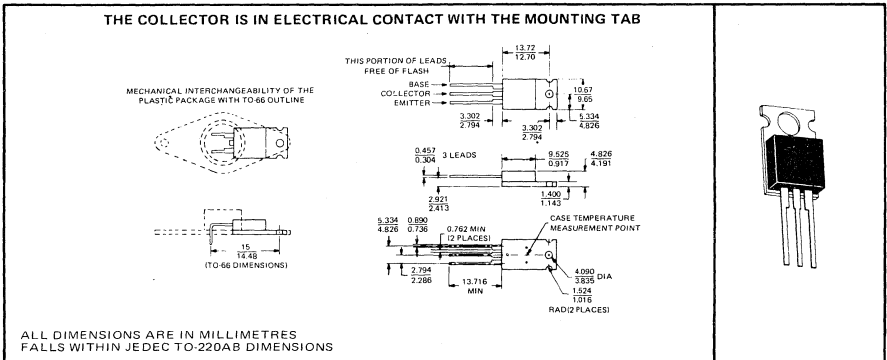 THE COLLECTOR IS IN ELECTRICAL CONTACT WITH THE MOUNTING TAB
MECHANICAL INTERCHANGEABILITY OF THE
PLASTIC PACKAGE WITH TO-66 OUTLINE
15
14.48
(TO-66 DIMENSIONS)
THIS PORTION OF LEADS
FREE OF FLASH
BASE
COLLECTOR
EMITTER
13.72
12.70
10.67
9.65
5.334
4.826
3.302
2.794
3.302
2.794
0.457
0.304
3 LEADS
9.525
0.917
4.826
4.191
2.921
2.413
1.400
1.143
5.334
4.826
0.890
0.736
0.762 MIN
(2 PLACES)
CASE TEMPERATURE
MEASUREMENT POINT
2.794
2.286
13.716
MIN
4.090
3.835 DIA
1.524
1.016
RAD(2 PLACES)
ALL DIMENSIONS ARE IN MILLIMETRES
FALLS WITHIN JEDEC TO-220AB DIMENSIONS